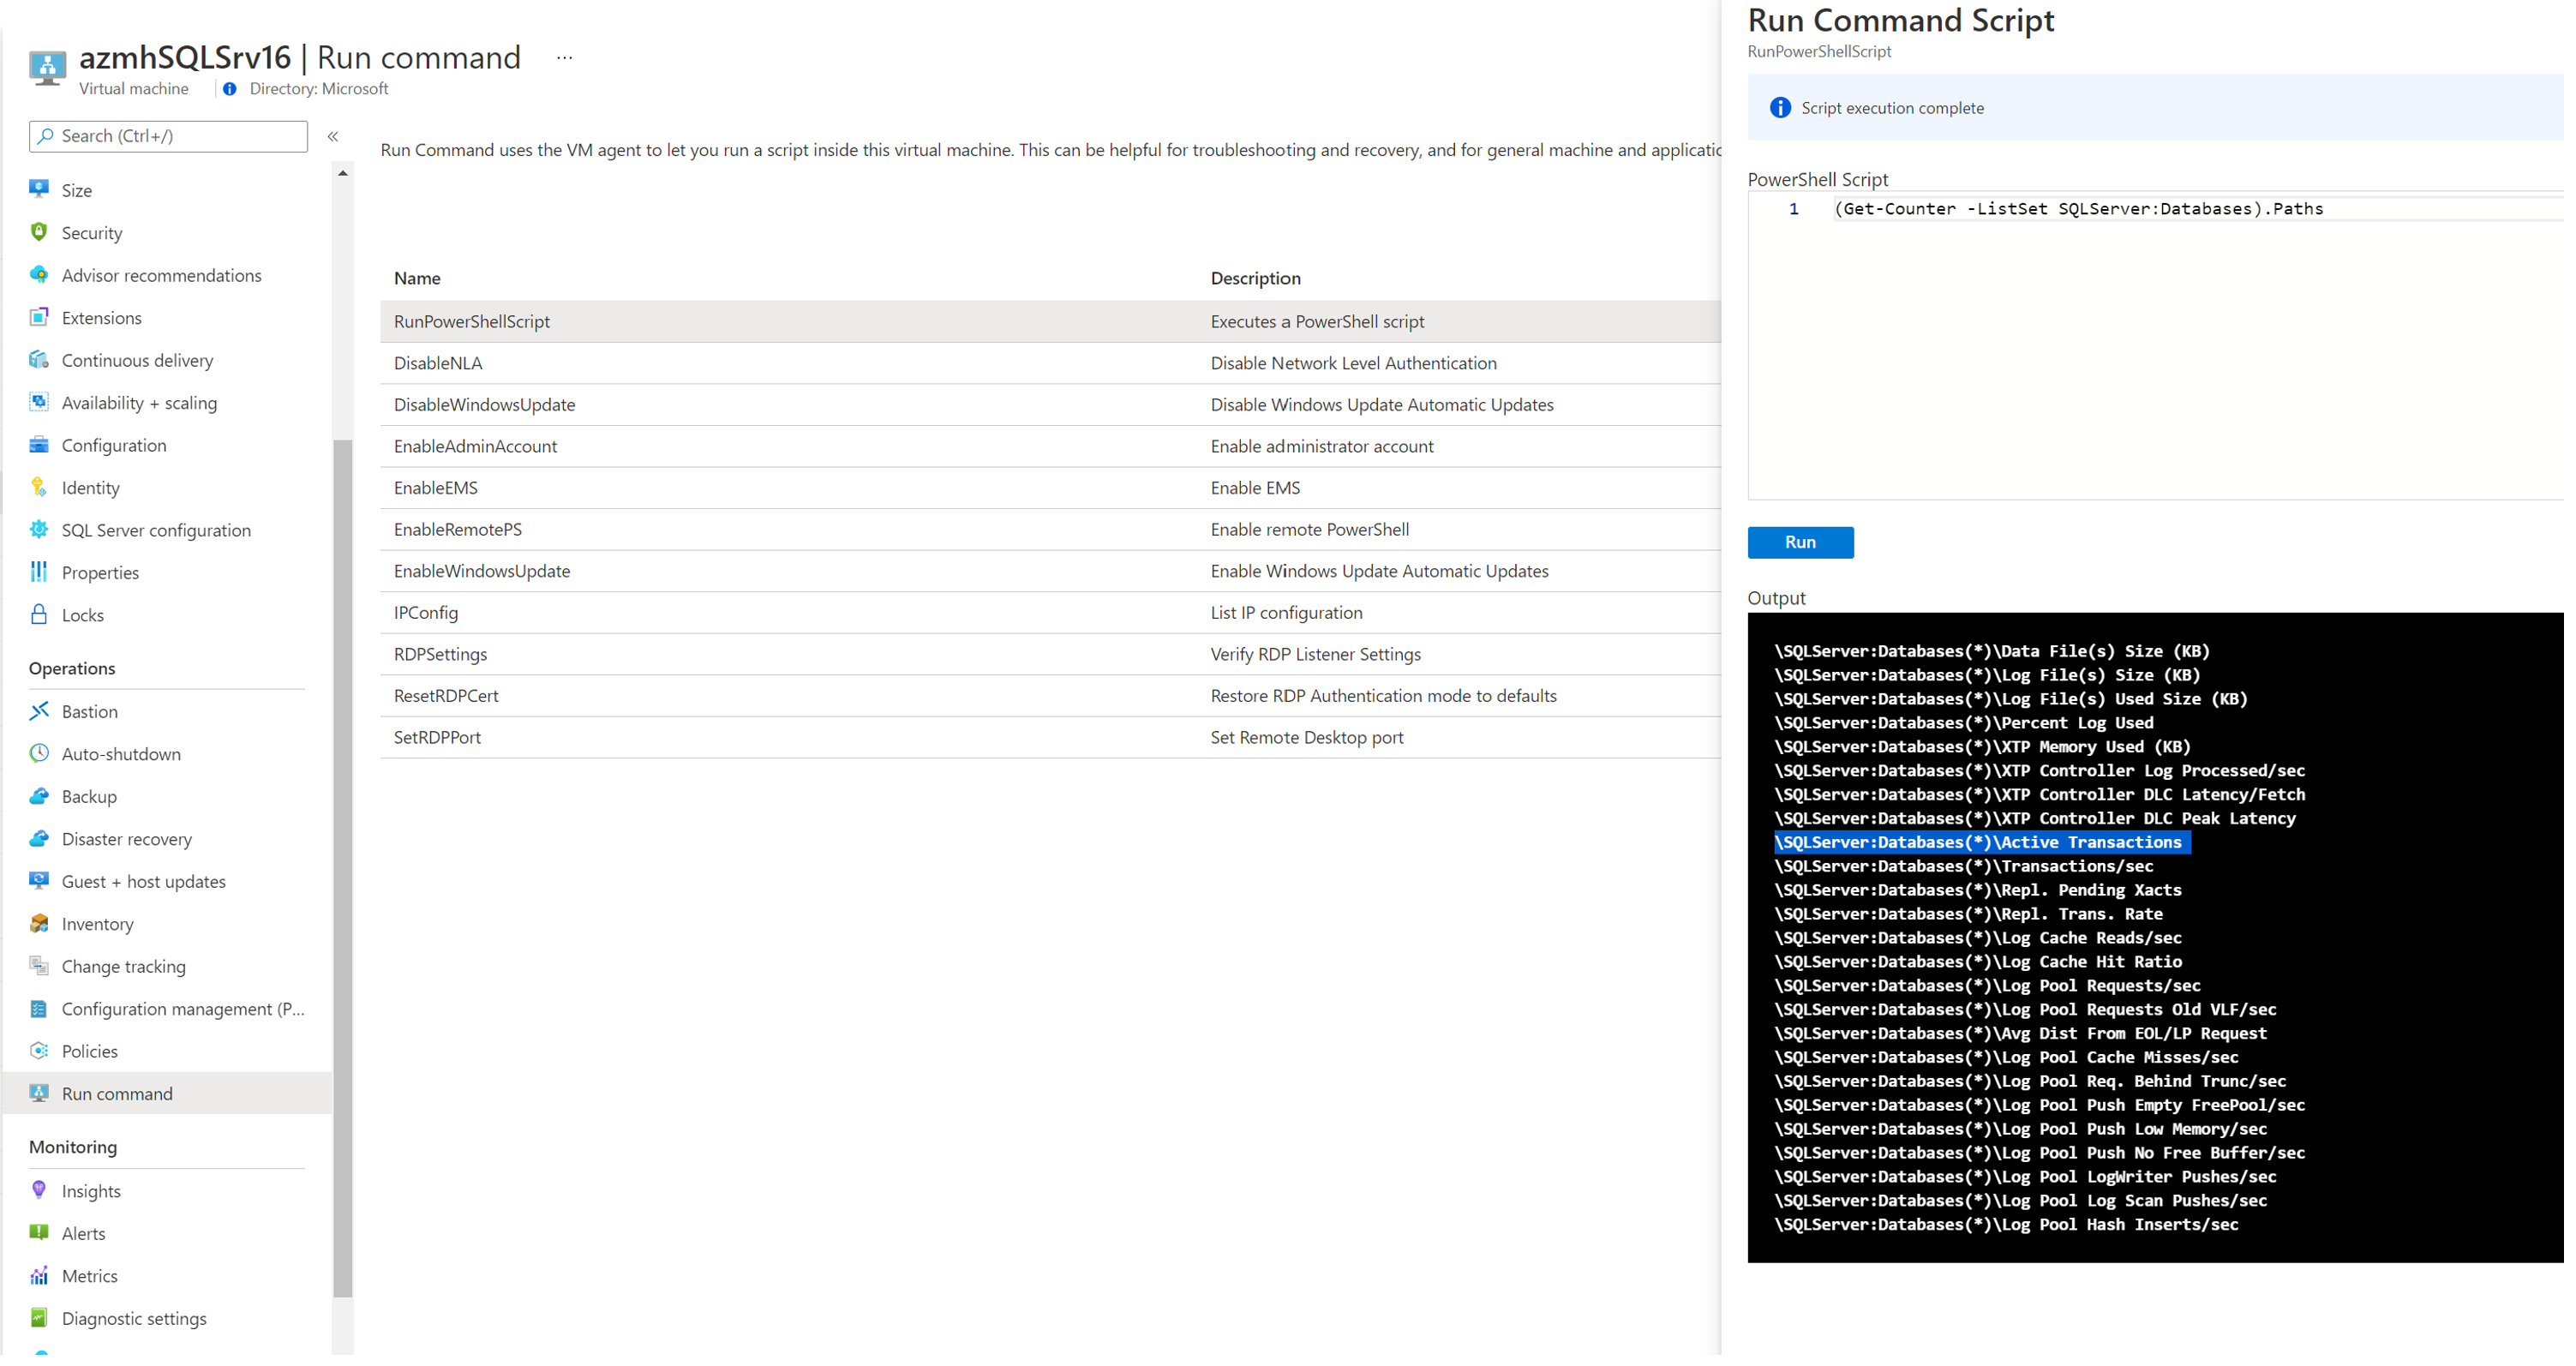 azmhSQLSrv16 | Run command ...
Virtual machine
Directory: Microsoft
Search (Ctrl+/)
«
Size
Security
Advisor recommendations
Extensions
Continuous delivery
Availability + scaling
Configuration
Identity
SQL Server configuration
Properties
Locks
Operations
Bastion
Auto-shutdown
Backup
Disaster recovery
Guest + host updates
Inventory
Change tracking
Configuration management (P...
Policies
Run command
Monitoring
Insights
Alerts
Metrics
Diagnostic settings
Run Command uses the VM agent to let you run a script inside this virtual machine. This can be helpful for troubleshooting and recovery, and for general machine and applicatic
Name Description
RunPowerShellScript Executes a PowerShell script
DisableNLA Disable Network Level Authentication
DisableWindowsUpdate Disable Windows Update Automatic Updates
EnableAdminAccount Enable administrator account
EnableEMS Enable EMS
EnableRemotePS Enable remote PowerShell
EnableWindowsUpdate Enable Windows Update Automatic Updates
IPConfig List IP configuration
RDPSettings Verify RDP Listener Settings
ResetRDPCert Restore RDP Authentication mode to defaults
SetRDPPort Set Remote Desktop port
Run Command Script
RunPowerShellScript
Script execution complete
PowerShell Script
1 (Get-Counter -ListSet SQLServer:Databases).Paths
Run
Output
\SQLServer:Databases(*)\Data File(s) Size (KB)
\SQLServer:Databases(*)\Log File(s) Size (KB)
\SQLServer:Databases(*)\Log File(s) Used Size (KB)
\SQLServer:Databases(*)\Percent Log Used
\SQLServer:Databases(*)\XTP Memory Used (KB)
\SQLServer:Databases(*)\XTP Controller Log Processed/sec
\SQLServer:Databases(*)\XTP Controller DLC Latency/Fetch
\SQLServer:Databases(*)\XTP Controller DLC Peak Latency
\SQLServer:Databases(*)\Active Transactions
\SQLServer:Databases(*)\Transactions/sec
\SQLServer:Databases(*)\Repl. Pending Xacts
\SQLServer:Databases(*)\Repl. Trans. Rate
\SQLServer:Databases(*)\Log Cache Reads/sec
\SQLServer:Databases(*)\Log Cache Hit Ratio
\SQLServer:Databases(*)\Log Pool Requests/sec
\SQLServer:Databases(*)\Log Pool Requests Old VLF/sec
\SQLServer:Databases(*)\Avg Dist From EOL/LP Request
\SQLServer:Databases(*)\Log Pool Cache Misses/sec
\SQLServer:Databases(*)\Log Pool Req. Behind Trunc/sec
\SQLServer:Databases(*)\Log Pool Push Empty FreePool/sec
\SQLServer:Databases(*)\Log Pool Push Low Memory/sec
\SQLServer:Databases(*)\Log Pool Push No Free Buffer/sec
\SQLServer:Databases(*)\Log Pool LogWriter Pushes/sec
\SQLServer:Databases(*)\Log Pool Log Scan Pushes/sec
\SQLServer:Databases(*)\Log Pool Hash Inserts/sec